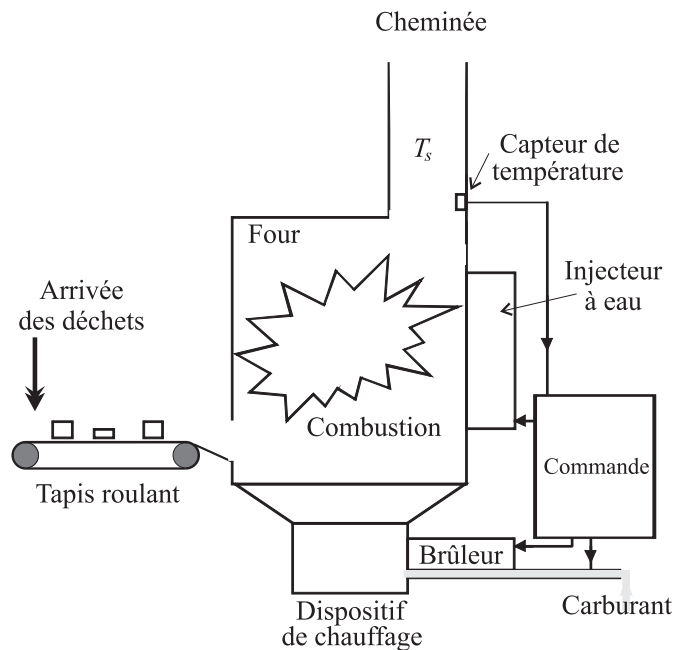 Cheminée
Tₛ
Capteur de
température
Four
Injecteur
à eau
Arrivée
des déchets
Combustion
Commande
Tapis roulant
Brûleur
Carburant
Dispositif
de chauffage